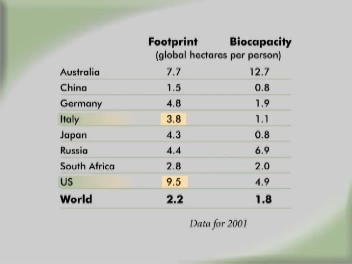 Footprint Biocapacity
(global hectares per person)
Australia 7.7 12.7
China 1.5 0.8
Germany 4.8 1.9
Italy 3.8 1.1
Japan 4.3 0.8
Russia 4.4 6.9
South Africa 2.8 2.0
US 9.5 4.9
World 2.2 1.8
Data for 2001